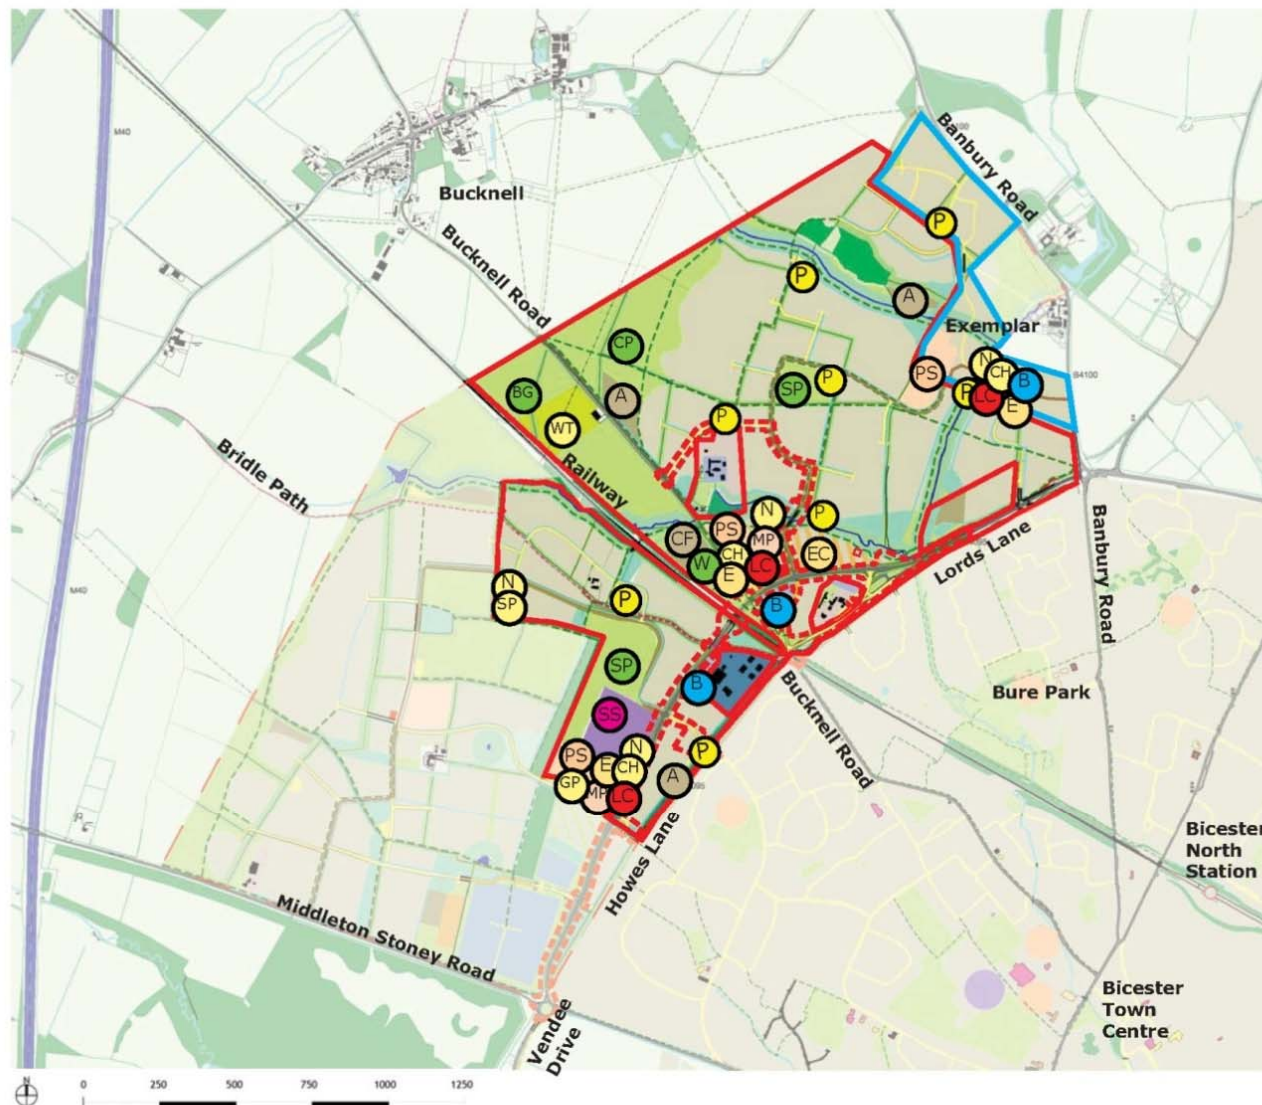 Banbury Road
M40
Bucknell
P
Bucknell Road
P
A
Exemplar
CP
N
PS
CH
B
B4100
SP
P
BG
A
P
LC
E
P
WT
Railway
Bridle Path
N
P
PS
MP
CF
CH
EC
W
LC
E
Lords Lane
Banbury Road
M40
N
SP
P
B
SP
B
Bure Park
Bucknell Road
SS
PS
N
P
E
CH
GP
A
MP
LC
Howes Lane
Bicester
North
Station
Middleton Stoney Road
Bicester
Town
Centre
Vendee
Drive
N
0 250 500 750 1000 1250